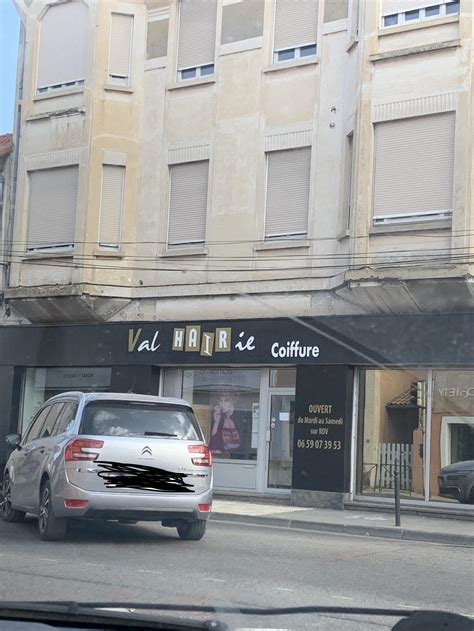 Val HAIR ie Coiffure
OUVERT
du Mardi au Samedi
sur RDV
06 59 07 39 53